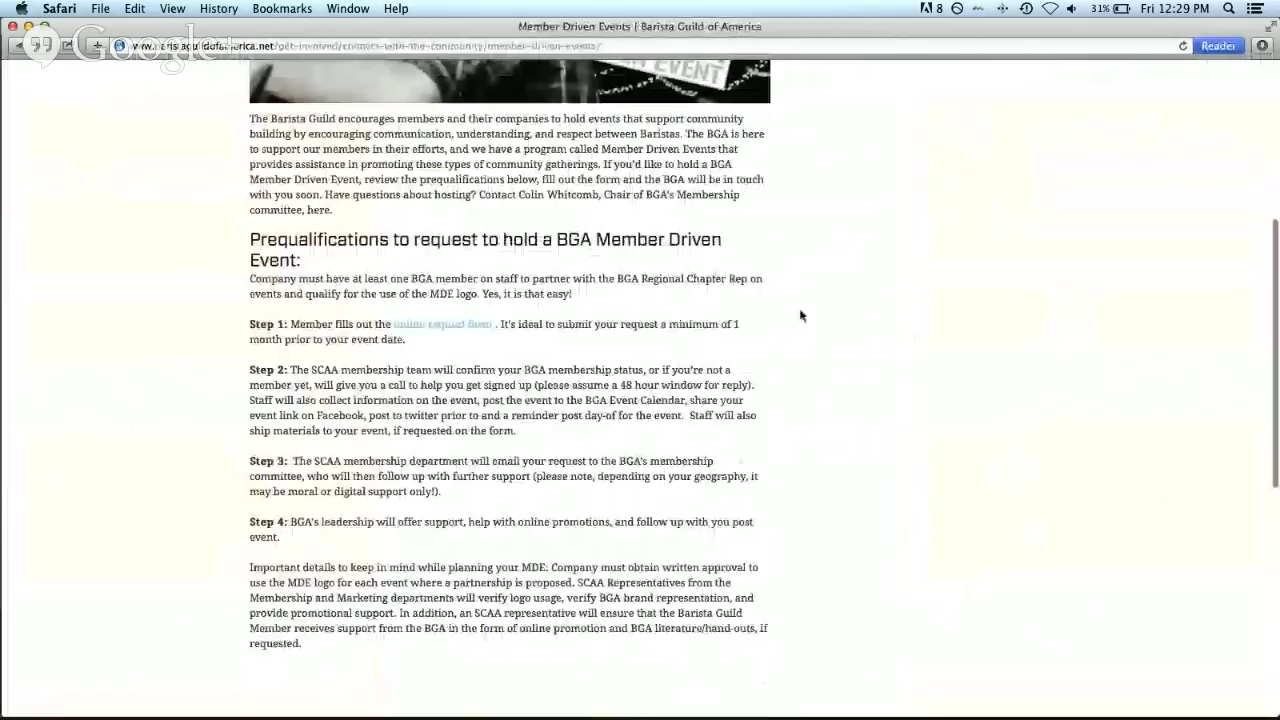 Safari File Edit View History Bookmarks Window Help
8
31%
Fri 12:29 PM
Member Driven Events | Barista Guild of America
Google+
www.baristaguildofamerica.net/get-involved/connect-with-the-community/member-driven-events/
Reader
EN EVENT
The Barista Guild encourages members and their companies to hold events that support community
building by encouraging communication, understanding, and respect between Baristas. The BGA is here
to support our members in their efforts, and we have a program called Member Driven Events that
provides assistance in promoting these types of community gatherings. If you'd like to hold a BGA
Member Driven Event, review the prequalifications below, fill out the form and the BGA will be in touch
with you soon. Have questions about hosting? Contact Colin Whitcomb, Chair of BGA's Membership
committee, here.
Prequalifications to request to hold a BGA Member Driven
Event:
Company must have at least one BGA member on staff to partner with the BGA Regional Chapter Rep on
events and qualify for the use of the MDE logo. Yes, it is that easy!
Step 1: Member fills out the online request form . It's ideal to submit your request a minimum of 1
month prior to your event date.
Step 2: The SCAA membership team will confirm your BGA membership status, or if you're not a
member yet, will give you a call to help you get signed up (please assume a 48 hour window for reply).
Staff will also collect information on the event, post the event to the BGA Event Calendar, share your
event link on Facebook, post to twitter prior to and a reminder post day-of for the event. Staff will also
ship materials to your event, if requested on the form.
Step 3: The SCAA membership department will email your request to the BGA's membership
committee, who will then follow up with further support (please note, depending on your geography, it
may be moral or digital support only!).
Step 4: BGA's leadership will offer support, help with online promotions, and follow up with you post
event.
Important details to keep in mind while planning your MDE: Company must obtain written approval to
use the MDE logo for each event where a partnership is proposed. SCAA Representatives from the
Membership and Marketing departments will verify logo usage, verify BGA brand representation, and
provide promotional support. In addition, an SCAA representative will ensure that the Barista Guild
Member receives support from the BGA in the form of online promotion and BGA literature/hand-outs, if
requested.